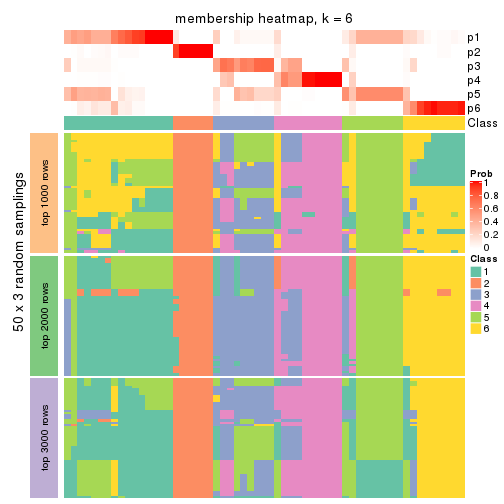 membership heatmap, k = 6
p1
p2
p3
p4
p5
p6
Class
50 x 3 random samplings
top 1000 rows
top 2000 rows
top 3000 rows
Prob
1
0.8
0.6
0.4
0.2
0
Class
1
2
3
4
5
6